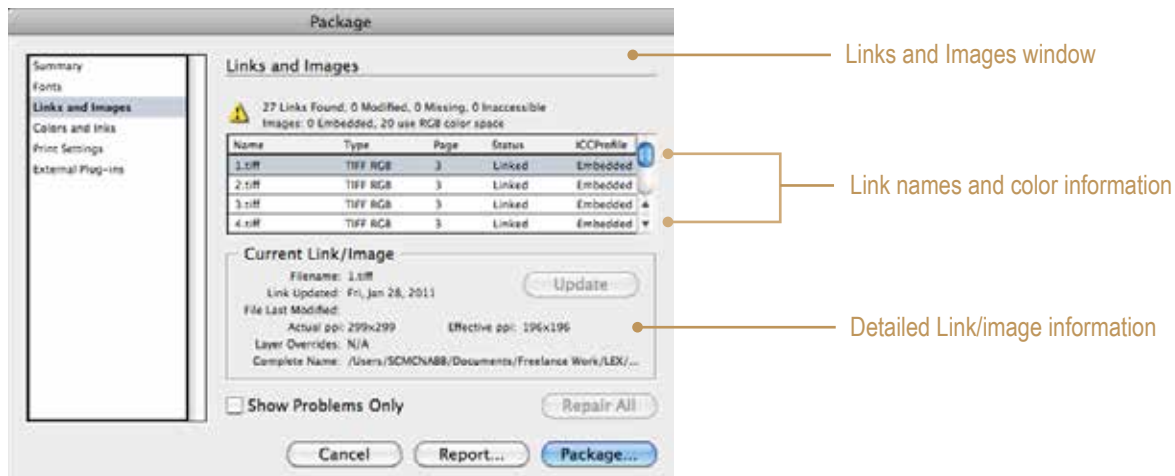 Package
Summary
Fonts
Links and Images
Colors and Inks
Print Settings
External Plug-ins
Links and Images
27 Links Found, 0 Modified, 0 Missing, 0 Inaccessible
Images: 0 Embedded, 20 use RGB color space
Name Type Page Status ICCProfile
1.tiff TIFF RGB 3 Linked Embedded
2.tiff TIFF RGB 3 Linked Embedded
3.tiff TIFF RGB 3 Linked Embedded
4.tiff TIFF RGB 3 Linked Embedded
Current Link/Image
Filename: 1.tiff
Update
Link Updated: Fri, Jan 28, 2011
File Last Modified:
Actual ppi: 299x299 Effective ppi: 196x196
Layer Overrides: N/A
Complete Name: /Users/SCMCNABB/Documents/Freelance Work/LEX/...
Show Problems Only
Repair All
Cancel
Report...
Package...
Links and Images window
Link names and color information
Detailed Link/image information